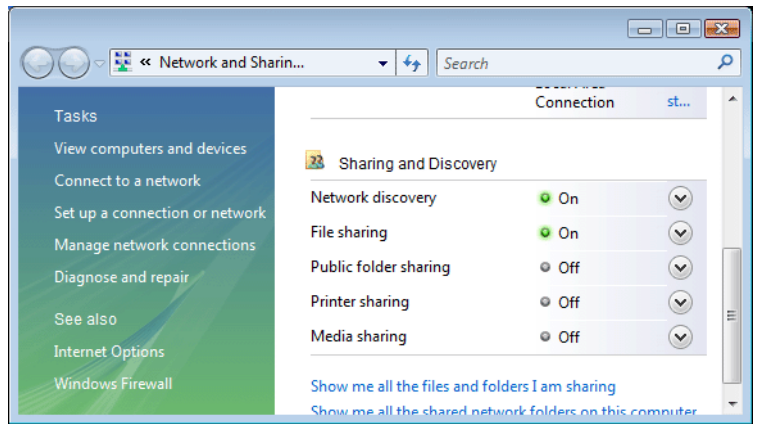 « Network and Sharin...
Search
Tasks
View computers and devices
Connect to a network
Set up a connection or network
Manage network connections
Diagnose and repair
See also
Internet Options
Windows Firewall
Connection st...
Sharing and Discovery
Network discovery On
File sharing On
Public folder sharing Off
Printer sharing Off
Media sharing Off
Show me all the files and folders I am sharing
Show me all the shared network folders on this computer